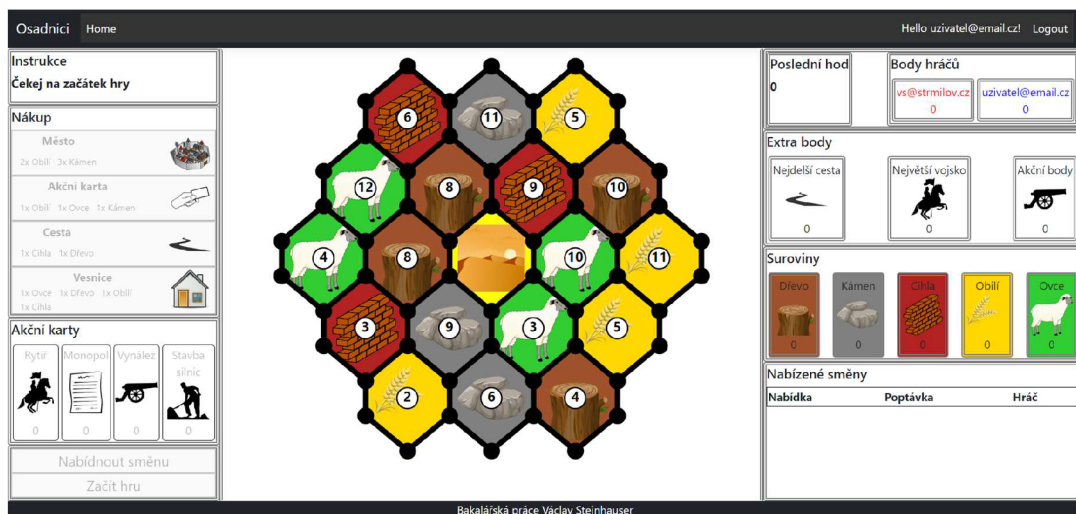 Osadníci Home Hello uzivatel@email.cz! Logout
Instrukce
Čekej na začátek hry
Nákup
Město
2x Obilí 3x Kámen
Akční karta
1x Obilí 1x Ovce 1x Kámen
Cesta
1x Cihla 1x Dřevo
Vesnice
1x Ovce 1x Dřevo 1x Obilí
1x Cihla
Akční karty
Rytíř Monopol Vynález Stavba
silnic
0 0 0 0
Nabídnout směnu
Začít hru
6 11 5
12 8 9 10
4 8 10 11
3 9 3 5
2 6 4
Poslední hod
0
Body hráčů
vs@strmilov.cz uzivatel@email.cz
0 0
Extra body
Nejdelší cesta Největší vojsko Akční body
0 0 0
Suroviny
Dřevo Kámen Cihla Obilí Ovce
0 0 0 0 0
Nabízené směny
Nabídka Poptávka Hráč
Bakalářská práce Václav Steinhauser